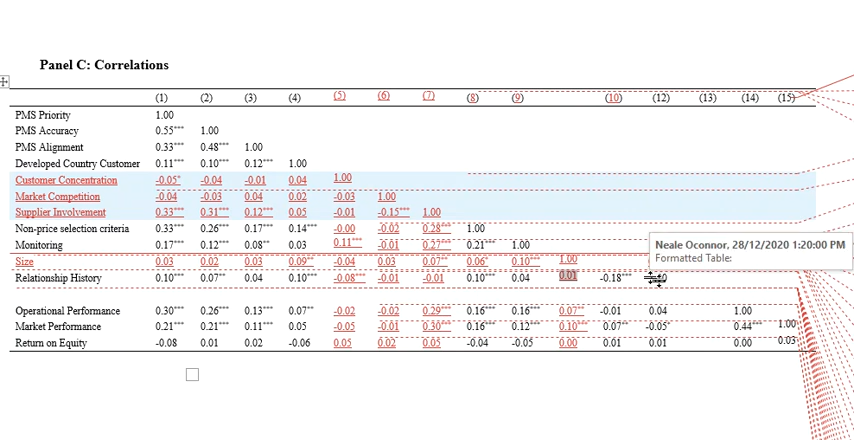 Panel C: Correlations
(1) (2) (3) (4) (5) (6) (7) (8) (9) (10) (12) (13) (14) (15)
PMS Priority 1.00
PMS Accuracy 0.55*** 1.00
PMS Alignment 0.33*** 0.48*** 1.00
Developed Country Customer 0.11*** 0.10*** 0.12*** 1.00
Customer Concentration -0.05* -0.04 -0.01 0.04 1.00
Market Competition -0.04 -0.03 0.04 0.02 -0.03 1.00
Supplier Involvement 0.33*** 0.31*** 0.12*** 0.05 -0.01 -0.15*** 1.00
Non-price selection criteria 0.33*** 0.26*** 0.17*** 0.14*** -0.00 -0.02 0.28*** 1.00
Monitoring 0.17*** 0.12*** 0.08** 0.03 0.11*** -0.01 0.27*** 0.21*** 1.00
Neale Oconnor, 28/12/2020 1:20:00 PM
Formatted Table:
Size 0.03 0.02 0.03 0.09** -0.04 0.03 0.07** 0.06* 0.10*** 1.00
Relationship History 0.10*** 0.07** 0.04 0.10*** -0.08*** -0.01 -0.01 0.10*** 0.04 0.01 -0.18***
Operational Performance 0.30*** 0.26*** 0.13*** 0.07** -0.02 -0.02 0.29*** 0.16*** 0.16*** 0.07** -0.01 0.04 1.00
Market Performance 0.21*** 0.21*** 0.11*** 0.05 -0.05 -0.01 0.30*** 0.16*** 0.12*** 0.10*** 0.07** -0.05* 0.44*** 1.00
Return on Equity -0.08 0.01 0.02 -0.06 0.05 0.02 0.05 -0.04 -0.05 0.00 0.01 0.01 0.00 0.03